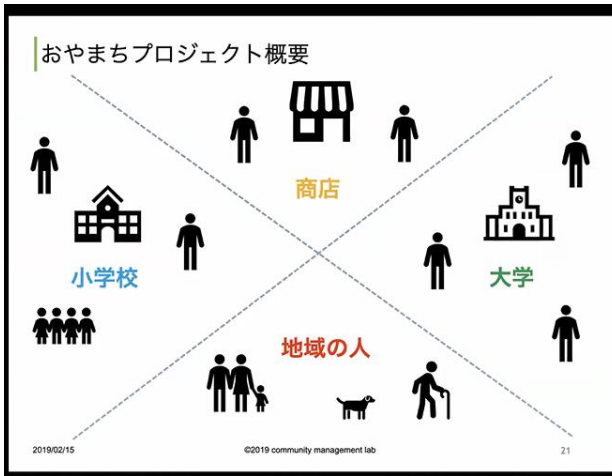 おやまちプロジェクト概要
商店
小学校
大学
地域の人
2019/02/15
©2019 community management lab
21